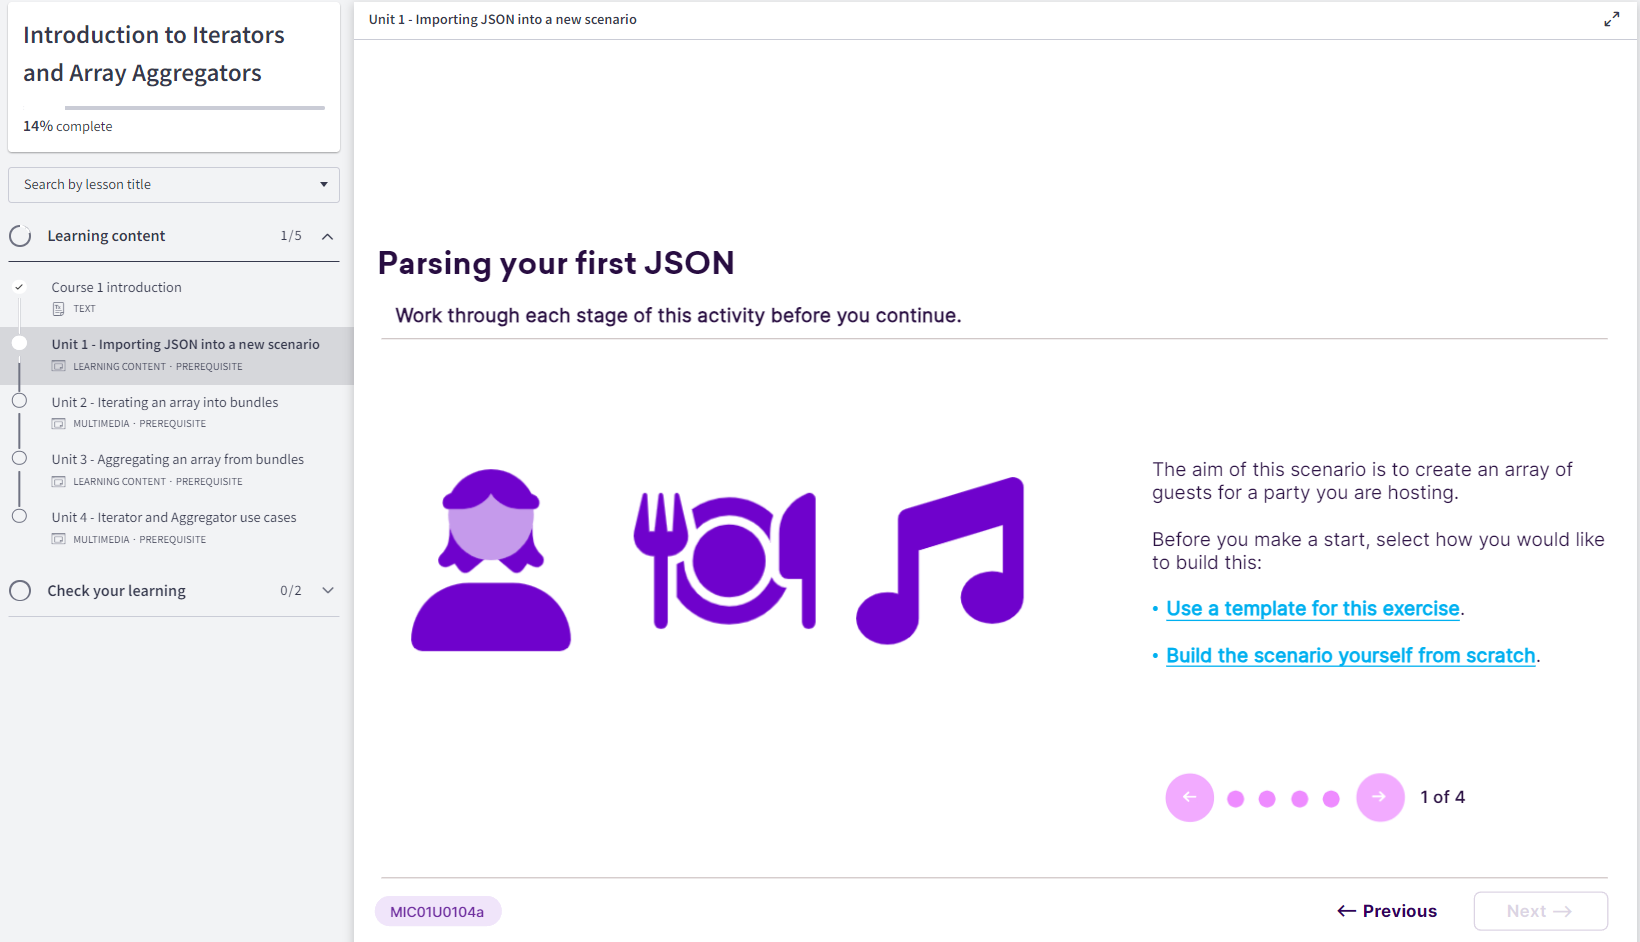 Introduction to Iterators
and Array Aggregators
14% complete
Search by lesson title
Learning content 1/5
Course 1 introduction
TEXT
Unit 1 - Importing JSON into a new scenario
LEARNING CONTENT · PREREQUISITE
Unit 2 - Iterating an array into bundles
MULTIMEDIA · PREREQUISITE
Unit 3 - Aggregating an array from bundles
LEARNING CONTENT · PREREQUISITE
Unit 4 - Iterator and Aggregator use cases
MULTIMEDIA · PREREQUISITE
Check your learning 0/2
Unit 1 - Importing JSON into a new scenario
Parsing your first JSON
Work through each stage of this activity before you continue.
The aim of this scenario is to create an array of
guests for a party you are hosting.
Before you make a start, select how you would like
to build this:
• Use a template for this exercise.
• Build the scenario yourself from scratch.
← → 1 of 4
MIC01U0104a
← Previous
Next →